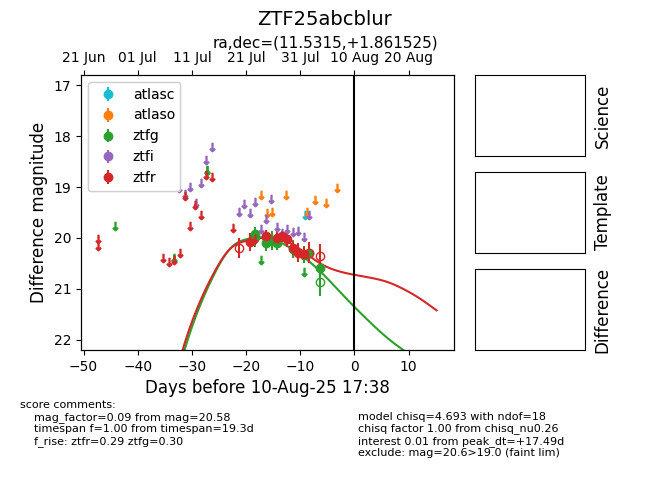 ZTF25abcblur
ra,dec=(11.5315,+1.861525)
21 Jun 01 Jul 11 Jul 21 Jul 31 Jul 10 Aug 20 Aug
17
18
19
20
21
22
Difference magnitude
atlasc
atlaso
ztfg
ztfi
ztfr
−50 −40 −30 −20 −10 0 10
Days before 10-Aug-25 17:38
Science
Template
Difference
score comments:
mag_factor=0.09 from mag=20.58
timespan f=1.00 from timespan=19.3d
f_rise: ztfr=0.29 ztfg=0.30
model chisq=4.693 with ndof=18
chisq factor 1.00 from chisq_nu0.26
interest 0.01 from peak_dt=+17.49d
exclude: mag=20.6>19.0 (faint lim)